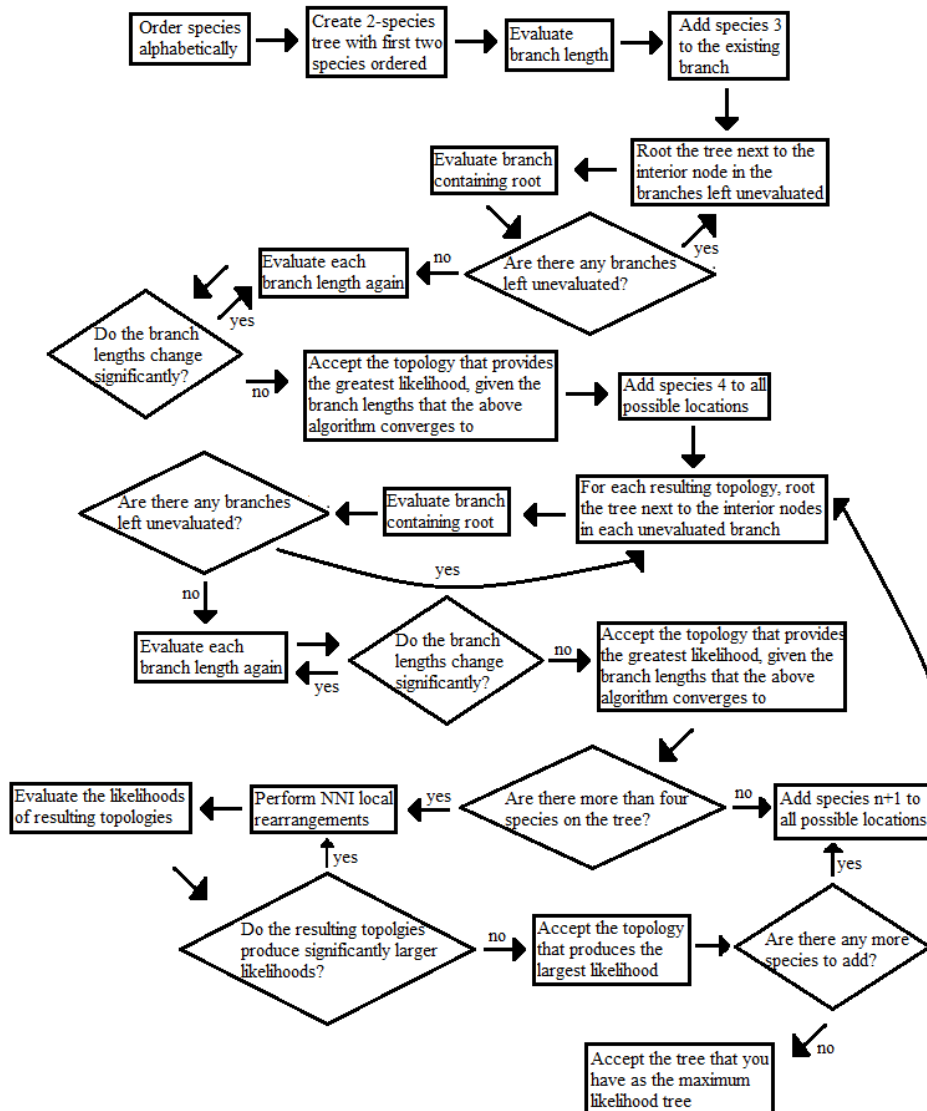 Order species
alphabetically
Create 2-species
tree with first two
species ordered
Evaluate
branch length
Add species 3
to the existing
branch
Evaluate branch
containing root
Root the tree next to the
interior node in the
branches left unevaluated
Are there any branches
left unevaluated?
yes
no
Evaluate each
branch length again
Do the branch
lengths change
significantly?
yes
no
Accept the topology that provides
the greatest likelihood, given the
branch lengths that the above
algorithm converges to
Add species 4 to all
possible locations
For each resulting topology, root
the tree next to the interior nodes
in each unevaluated branch
Evaluate branch
containing root
Are there any branches
left unevaluated?
yes
no
Evaluate each
branch length again
yes
Do the branch
lengths change
significantly?
no
Accept the topology that provides
the greatest likelihood, given the
branch lengths that the above
algorithm converges to
Are there more than four
species on the tree?
yes
no
Perform NNI local
rearrangements
Evaluate the likelihoods
of resulting topologies
Add species n+1 to
all possible locations
yes
Do the resulting topolgies
produce significantly larger
likelihoods?
no
Accept the topology
that produces the
largest likelihood
yes
Are there any more
species to add?
no
Accept the tree that you
have as the maximum
likelihood tree